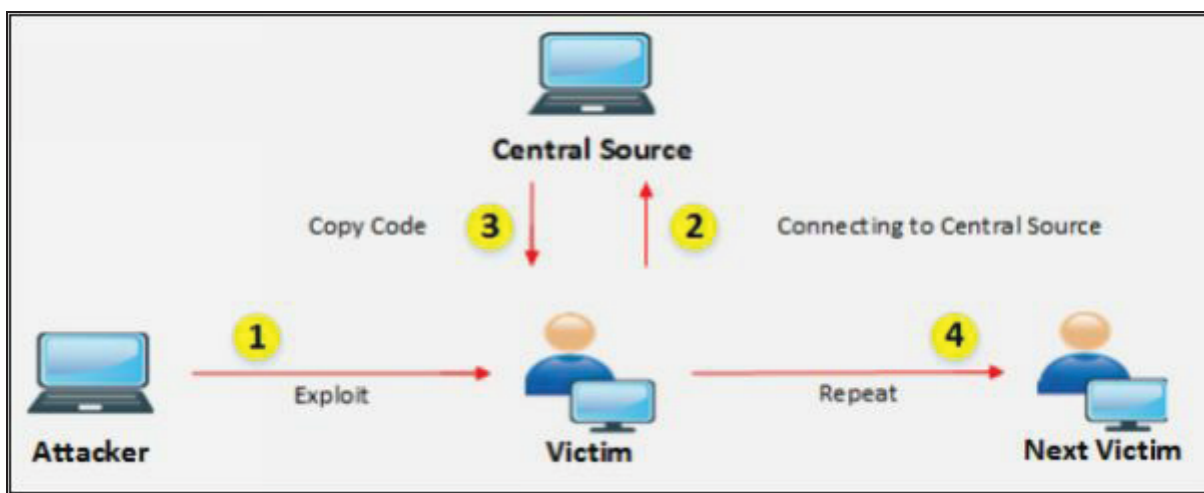 Central Source
Copy Code
3
2
Connecting to Central Source
1
Exploit
4
Repeat
Attacker
Victim
Next Victim